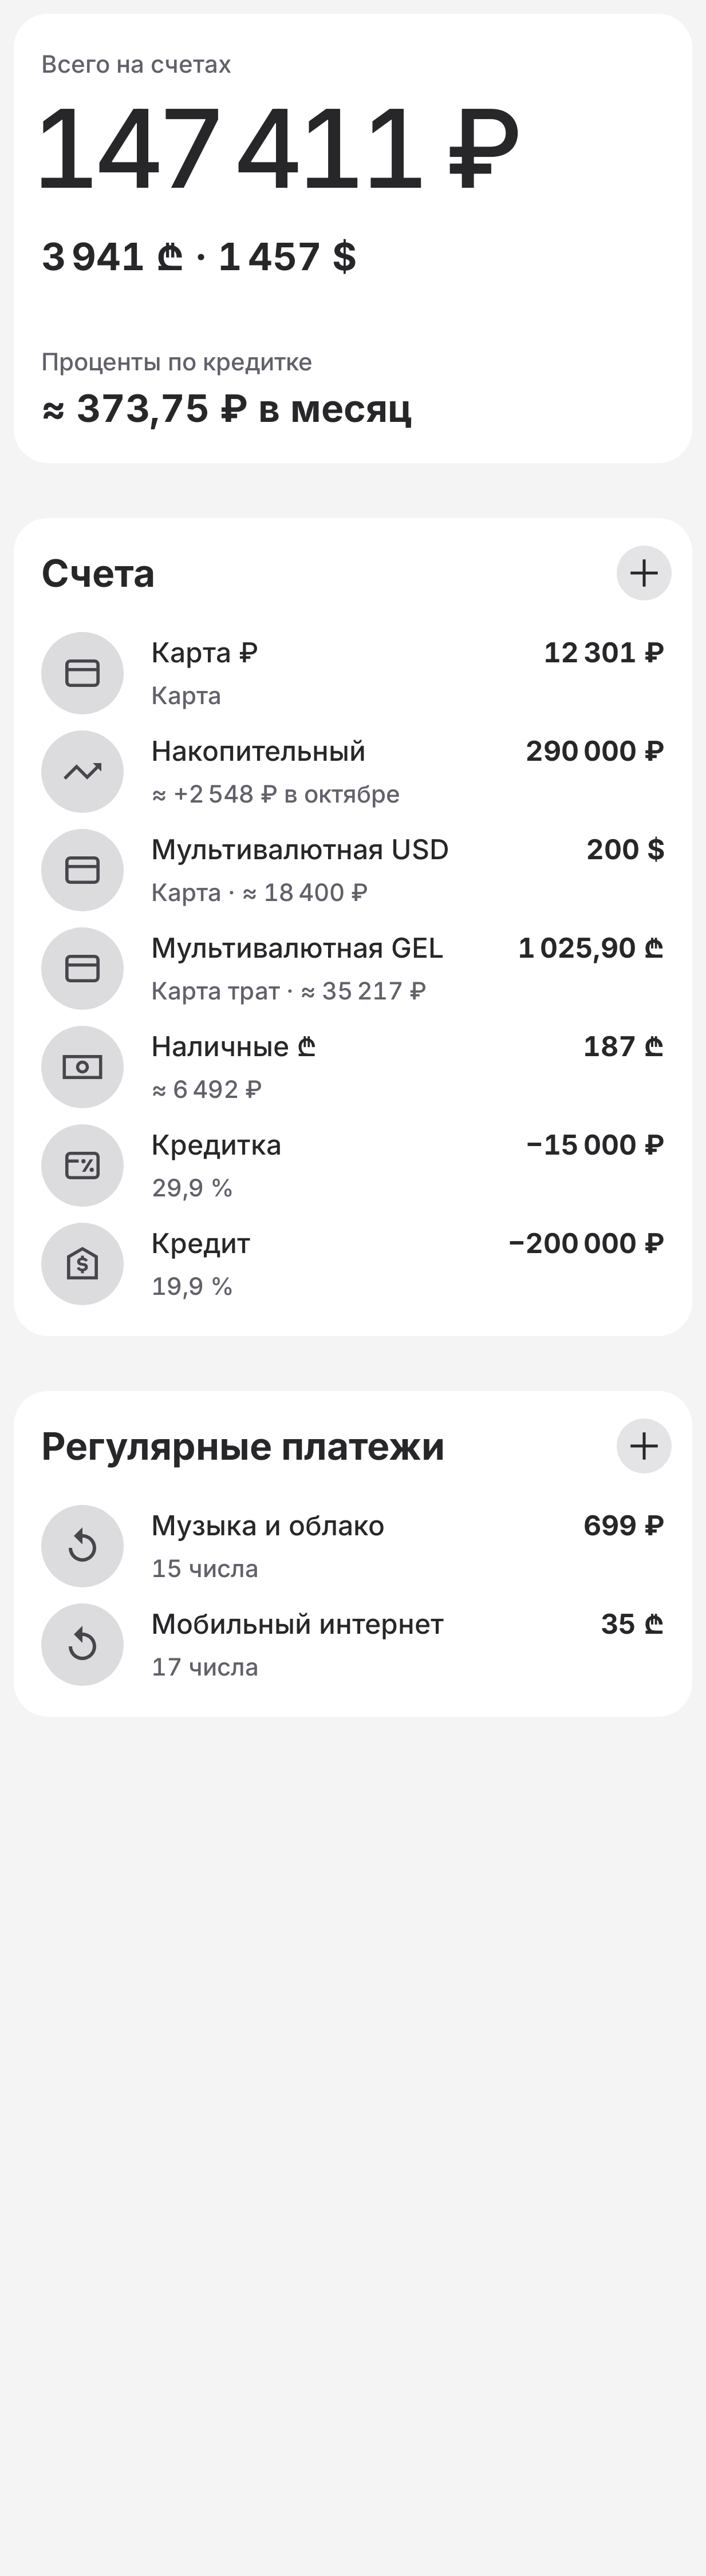 Всего на счетах
147 411 ₽
3 941 ₾ · 1 457 $
Проценты по кредитке
≈ 373,75 ₽ в месяц
Счета
Карта ₽ 12 301 ₽
Карта
Накопительный 290 000 ₽
≈ +2 548 ₽ в октябре
Мультивалютная USD 200 $
Карта · ≈ 18 400 ₽
Мультивалютная GEL 1 025,90 ₾
Карта трат · ≈ 35 217 ₽
Наличные ₾ 187 ₾
≈ 6 492 ₽
Кредитка −15 000 ₽
29,9 %
Кредит −200 000 ₽
19,9 %
Регулярные платежи
Музыка и облако 699 ₽
15 числа
Мобильный интернет 35 ₾
17 числа